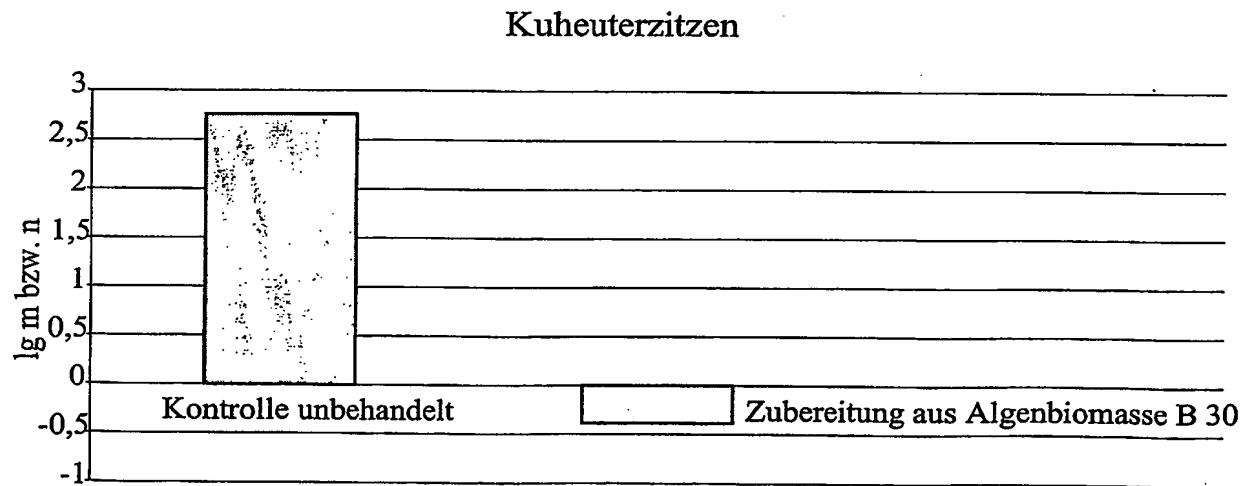 Kuheuterzitzen
3
2,5
2
1,5
1
0,5
0
-0,5
-1
lg m bzw. n
Kontrolle unbehandelt
Zubereitung aus Algenbiomasse B 30